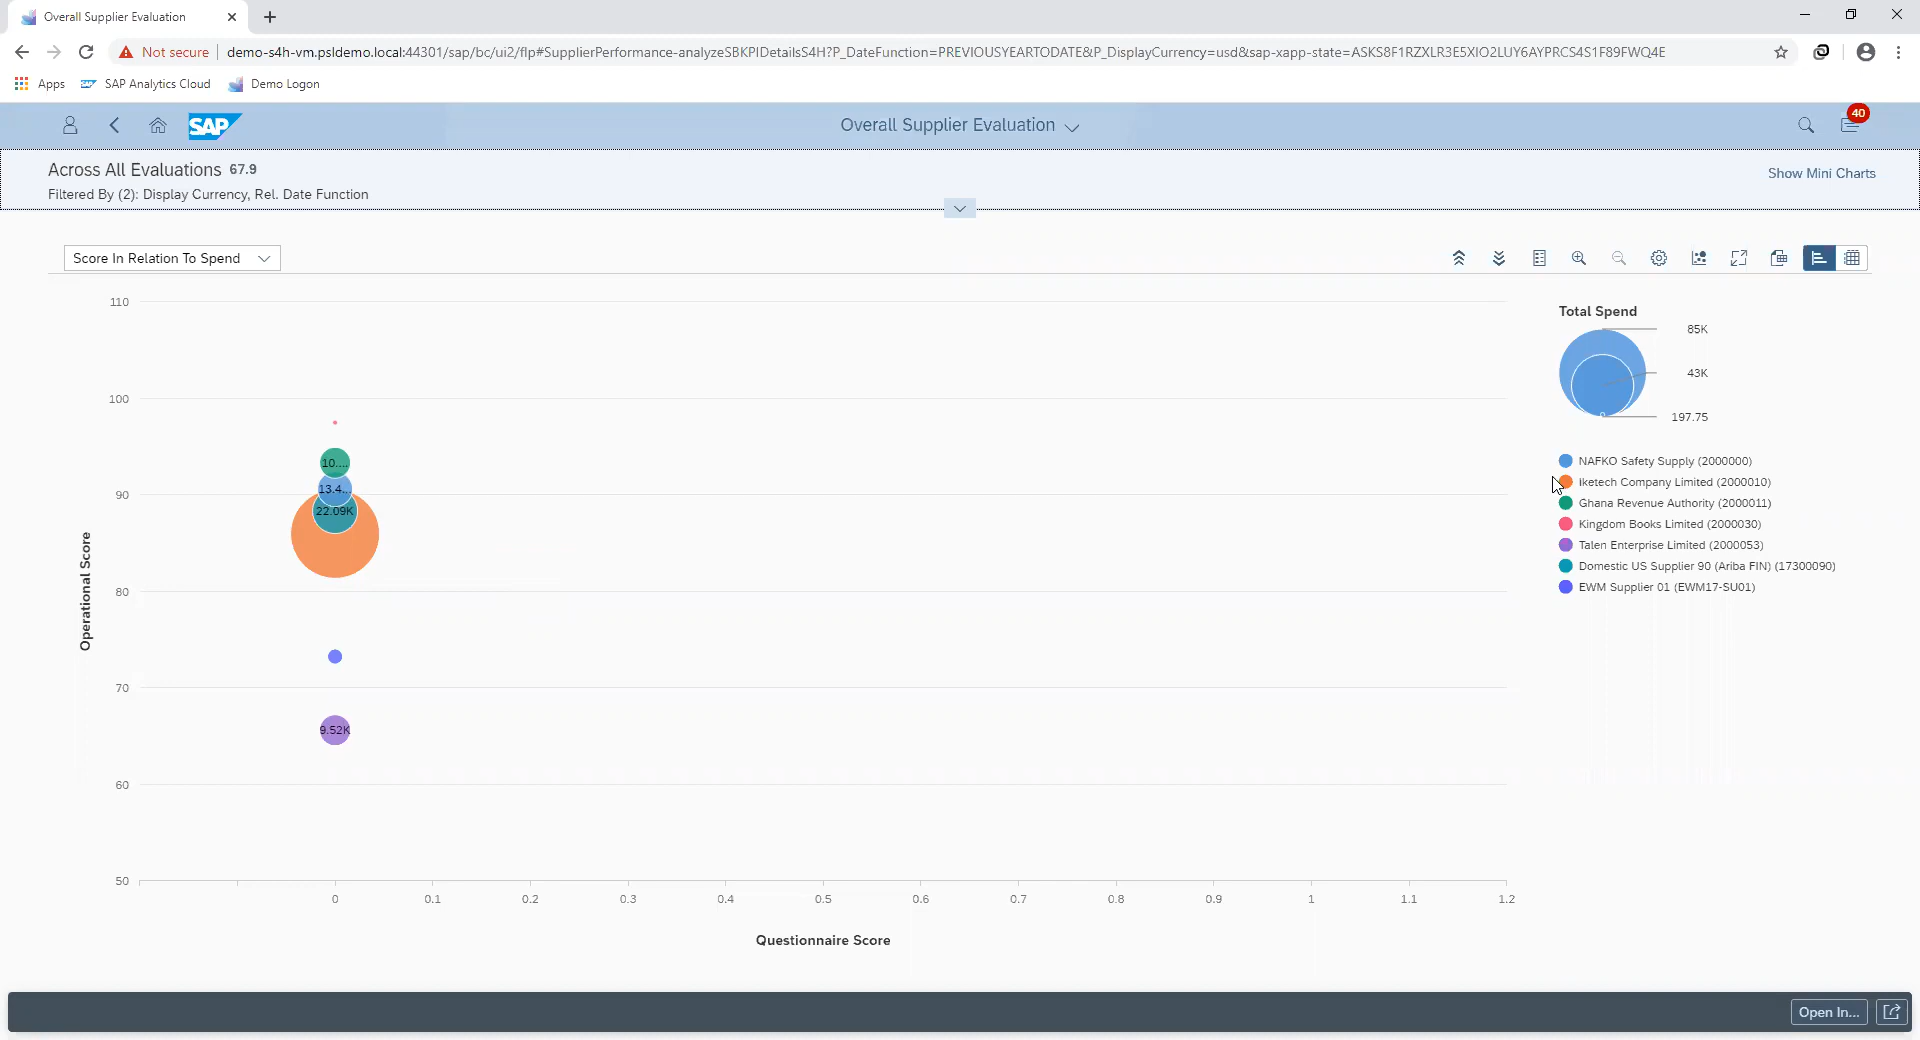 Overall Supplier Evaluation
Not secure
demo-s4h-vm.psldemo.local:44301/sap/bc/ui2/flp#SupplierPerformance-analyzeSBKPIDetailsS4H?P_DateFunction=PREVIOUSYEARTODATE&P_DisplayCurrency=usd&sap-xapp-state=ASKS8F1RZXLR3E5XIO2LUY6AYPRCS4S1F89FWQ4E
Apps SAP Analytics Cloud Demo Logon
SAP
Overall Supplier Evaluation
40
Across All Evaluations 67.9
Filtered By (2): Display Currency, Rel. Date Function
Show Mini Charts
Score In Relation To Spend
110
100
90
80
70
60
50
Operational Score
10....
13.4...
22.09K
9.52K
0 0.1 0.2 0.3 0.4 0.5 0.6 0.7 0.8 0.9 1 1.1 1.2
Questionnaire Score
Total Spend
85K
43K
197.75
NAFKO Safety Supply (2000000)
Iketech Company Limited (2000010)
Ghana Revenue Authority (2000011)
Kingdom Books Limited (2000030)
Talen Enterprise Limited (2000053)
Domestic US Supplier 90 (Ariba FIN) (17300090)
EWM Supplier 01 (EWM17-SU01)
Open In...